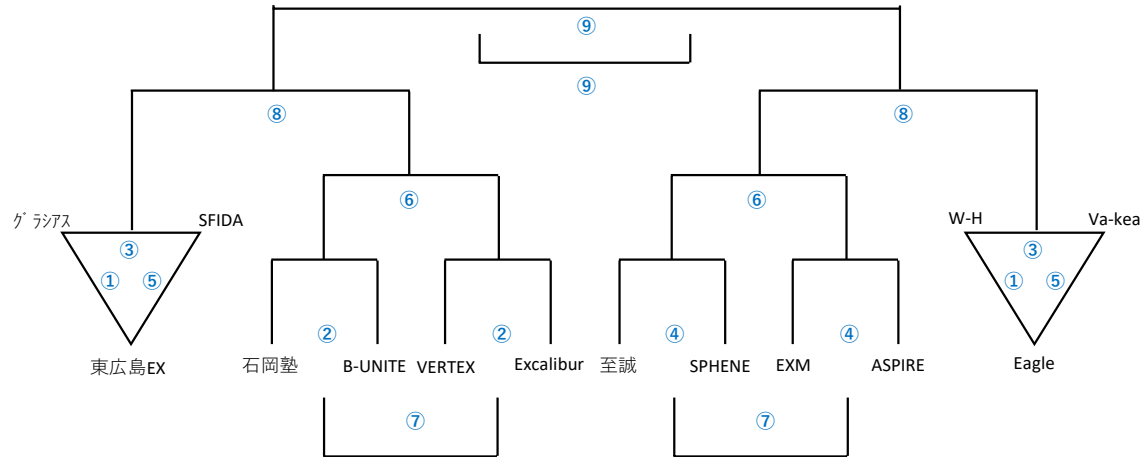 ⑨
⑨
⑧ ⑧
⑥ ⑥
ｸﾞﾗｼｱｽ SFIDA W-H Va-kea
③ ③
① ⑤ ① ⑤
② ② ④ ④
東広島EX 石岡塾 B-UNITE VERTEX Excalibur 至誠 SPHENE EXM ASPIRE Eagle
⑦ ⑦